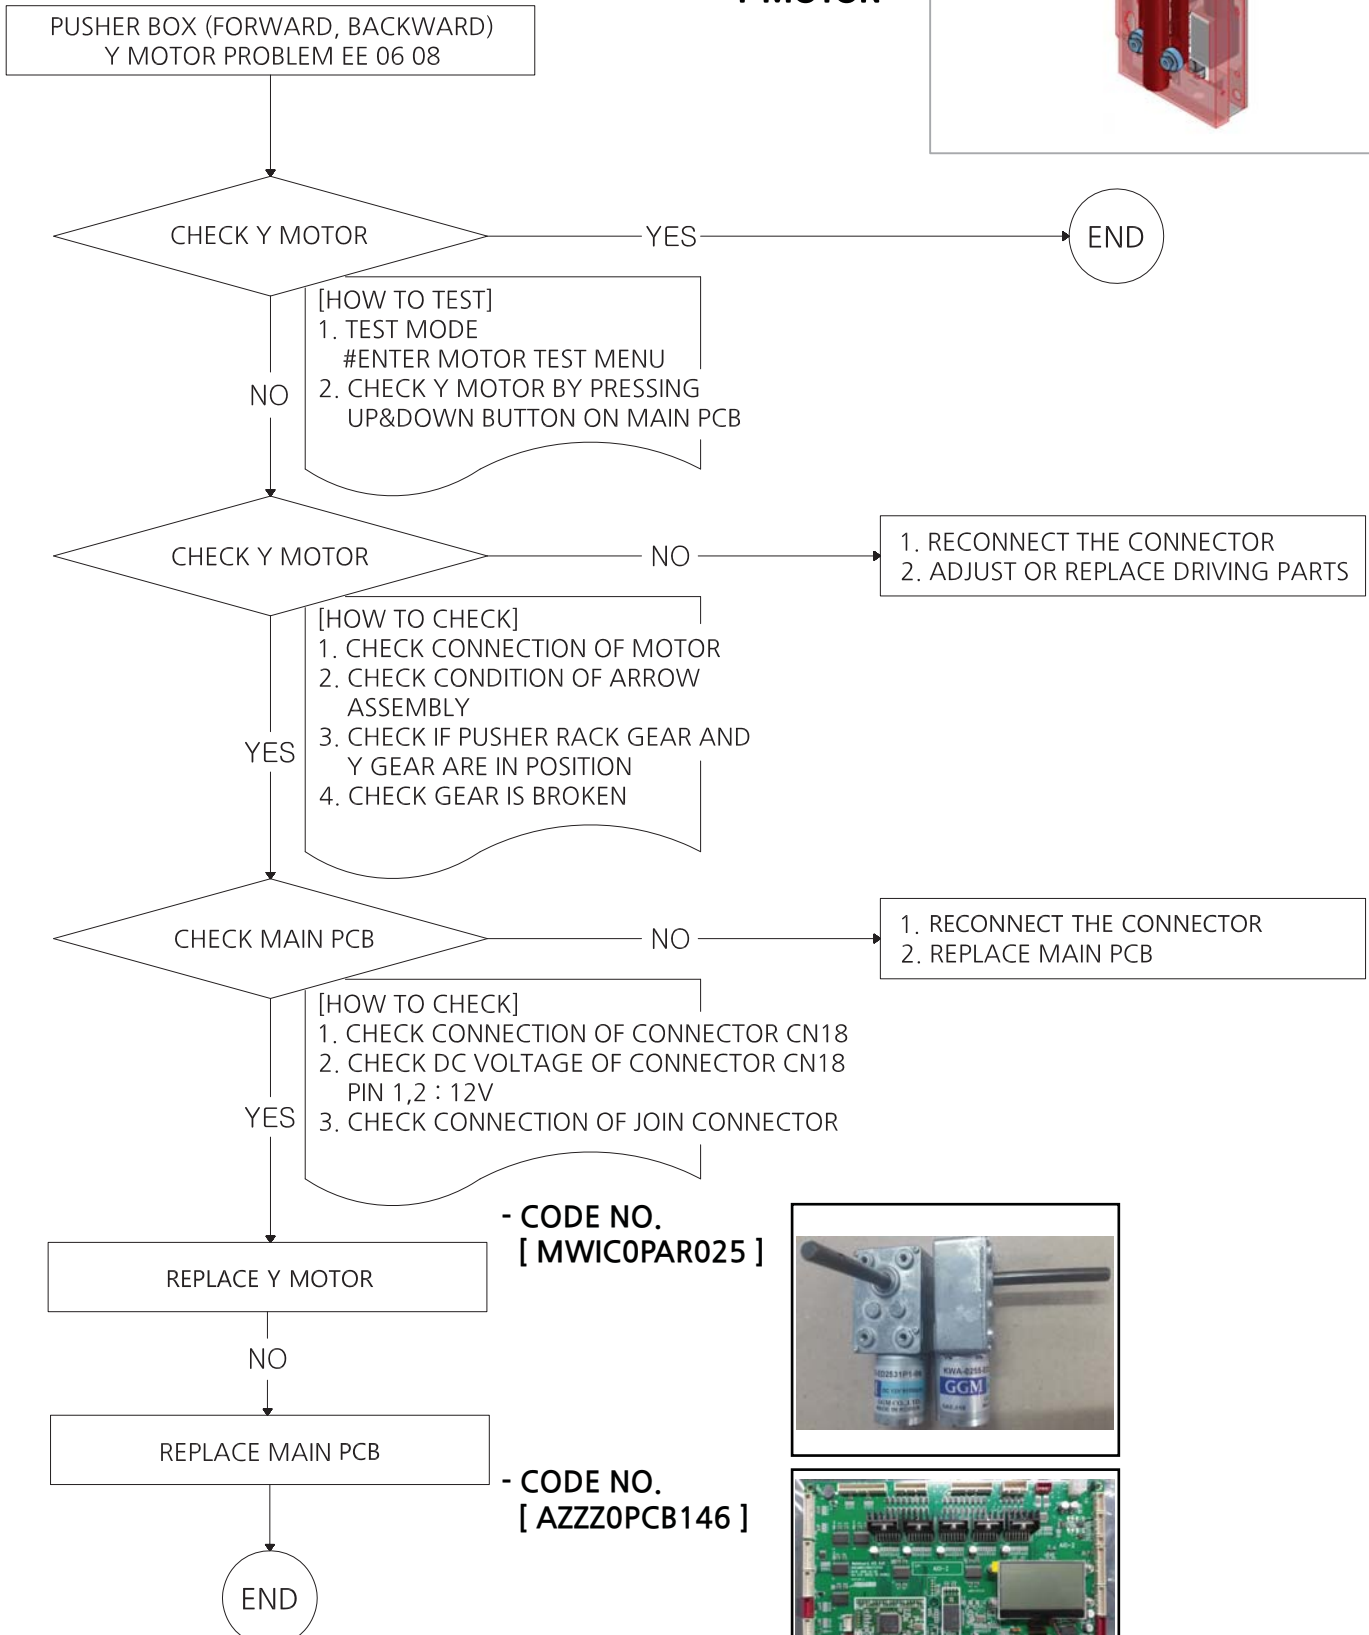 Y MOTOR
PUSHER BOX (FORWARD, BACKWARD)
Y MOTOR PROBLEM EE 06 08
CHECK Y MOTOR
YES
END
[HOW TO TEST]
1. TEST MODE
#ENTER MOTOR TEST MENU
2. CHECK Y MOTOR BY PRESSING
UP&DOWN BUTTON ON MAIN PCB
NO
CHECK Y MOTOR
NO
1. RECONNECT THE CONNECTOR
2. ADJUST OR REPLACE DRIVING PARTS
[HOW TO CHECK]
1. CHECK CONNECTION OF MOTOR
2. CHECK CONDITION OF ARROW
ASSEMBLY
3. CHECK IF PUSHER RACK GEAR AND
Y GEAR ARE IN POSITION
4. CHECK GEAR IS BROKEN
YES
CHECK MAIN PCB
NO
1. RECONNECT THE CONNECTOR
2. REPLACE MAIN PCB
[HOW TO CHECK]
1. CHECK CONNECTION OF CONNECTOR CN18
2. CHECK DC VOLTAGE OF CONNECTOR CN18
PIN 1,2 : 12V
3. CHECK CONNECTION OF JOIN CONNECTOR
YES
- CODE NO.
[ MWIC0PAR025 ]
REPLACE Y MOTOR
GGM
NO
REPLACE MAIN PCB
- CODE NO.
[ AZZZ0PCB146 ]
END